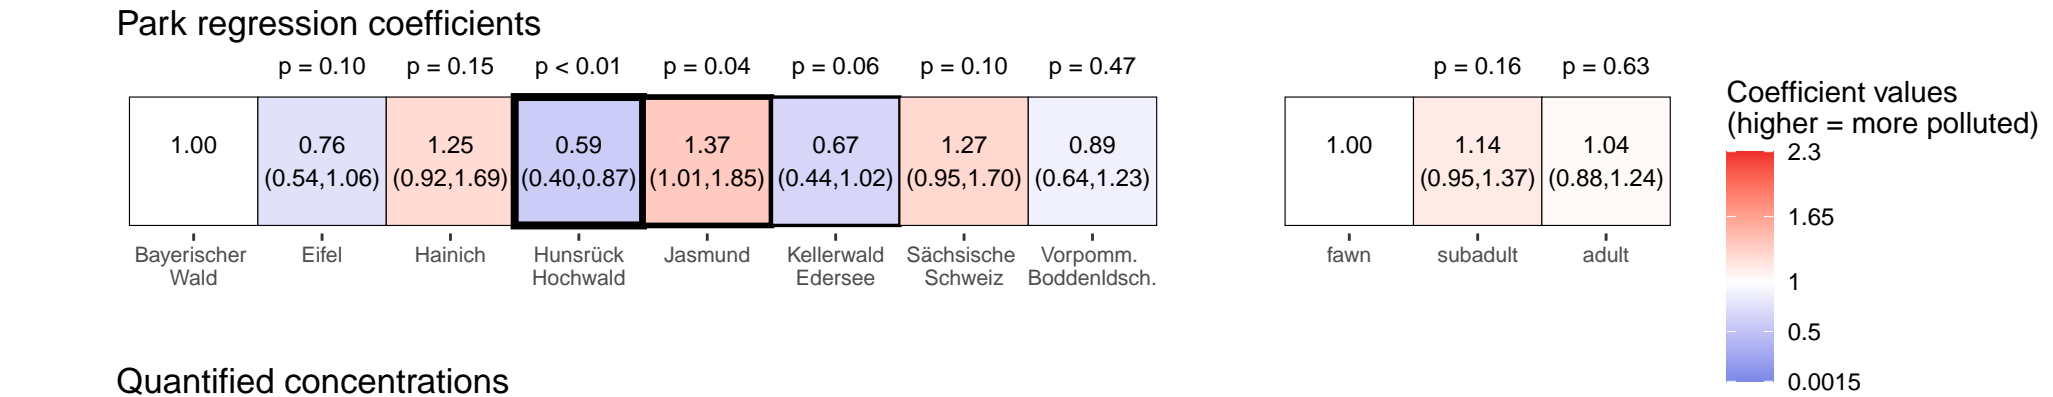 Park regression coefficients
p = 0.10 p = 0.15 p < 0.01 p = 0.04 p = 0.06 p = 0.10 p = 0.47 p = 0.16 p = 0.63
1.00 0.76 1.25 0.59 1.37 0.67 1.27 0.89 1.00 1.14 1.04
(0.54,1.06) (0.92,1.69) (0.40,0.87) (1.01,1.85) (0.44,1.02) (0.95,1.70) (0.64,1.23) (0.95,1.37) (0.88,1.24)
Bayerischer Eifel Hainich Hunsrück Jasmund Kellerwald Sächsische Vorpomm. fawn subadult adult
Wald Hochwald Edersee Schweiz Boddenldsch.
Coefficient values
(higher = more polluted)
2.3
1.65
1
0.5
0.0015
Quantified concentrations